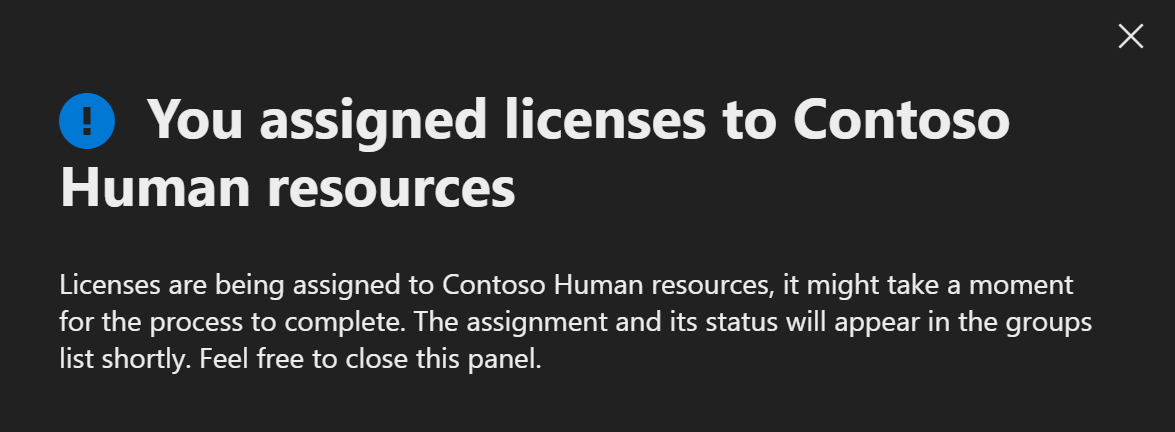 You assigned licenses to Contoso
Human resources
Licenses are being assigned to Contoso Human resources, it might take a moment
for the process to complete. The assignment and its status will appear in the groups
list shortly. Feel free to close this panel.